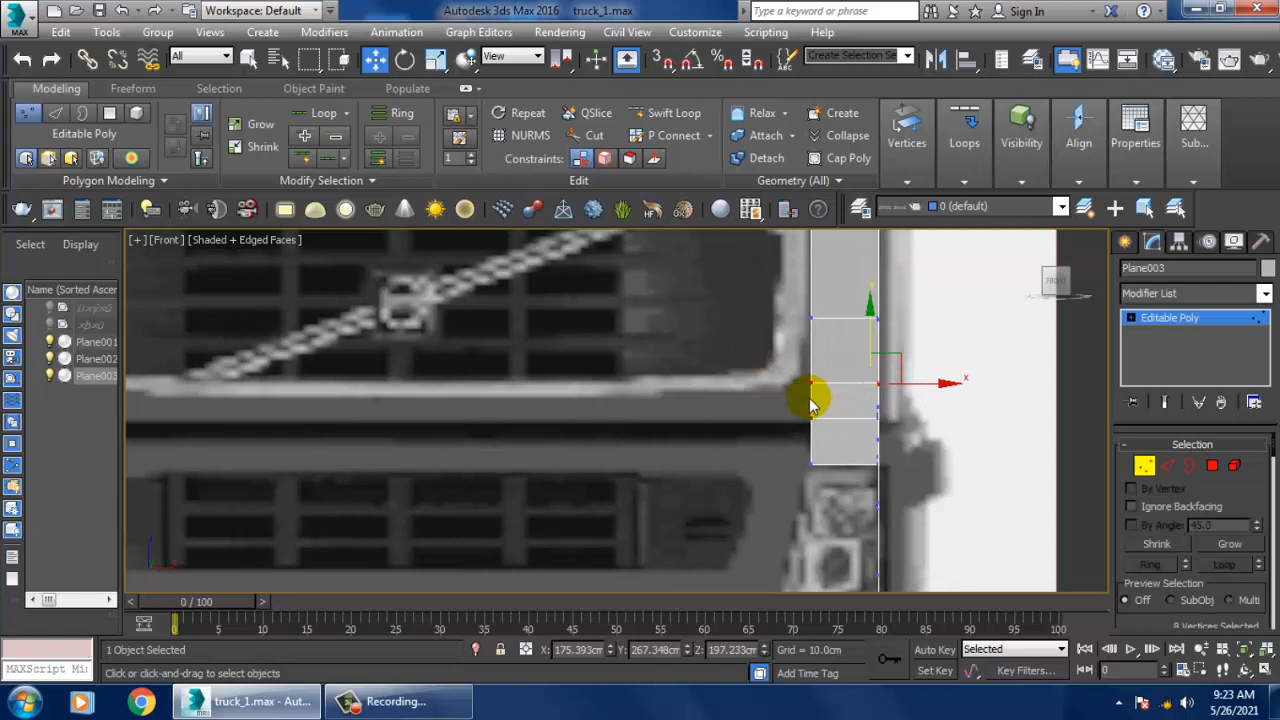 Workspace: Default
Autodesk 3ds Max 2016
truck_1.max
Type a keyword or phrase
Sign In
MAX
Edit
Tools
Group
Views
Create
Modifiers
Animation
Graph Editors
Rendering
Civil View
Customize
Scripting
Help
All
View
Create Selection Se
Modeling
Freeform
Selection
Object Paint
Populate
Editable Poly
Polygon Modeling
Grow
Shrink
Loop
Ring
Modify Selection
Repeat
QSlice
Swift Loop
NURMS
Cut
P Connect
Constraints:
1
Edit
Relax
Create
Attach
Collapse
Detach
Cap Poly
Geometry (All)
Vertices
Loops
Visibility
Align
Properties
Sub...
HF
0 (default)
Select
Display
Name (Sorted Ascer
Plane001
Plane002
Plane003
[+] [Front] [Shaded + Edged Faces]
FRONT
x
Plane003
Modifier List
Editable Poly
Selection
By Vertex
Ignore Backfacing
By Angle:
45.0
Shrink
Grow
Ring
Loop
Preview Selection
Off
SubObj
Multi
8 Vertices Selected
0 / 100
0 5 10 15 20 25 30 35 40 45 50 55 60 65 70 75 80 85 90 95 100
MAXScript Mi
1 Object Selected
Click or click-and-drag to select objects
X: 175.393cm
Y: 267.348cm
Z: 197.233cm
Grid = 10.0cm
Add Time Tag
Auto Key
Selected
Set Key
Key Filters...
0
truck_1.max - Aut...
Recording...
9:23 AM
5/26/2021